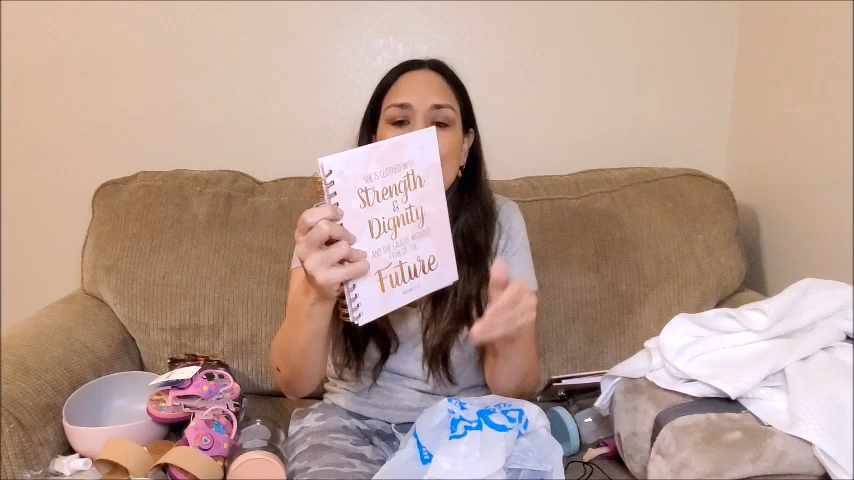 SHE IS CLOTHED WITH
Strength
&
Dignity
AND SHE LAUGHS WITHOUT
FEAR OF THE
Future